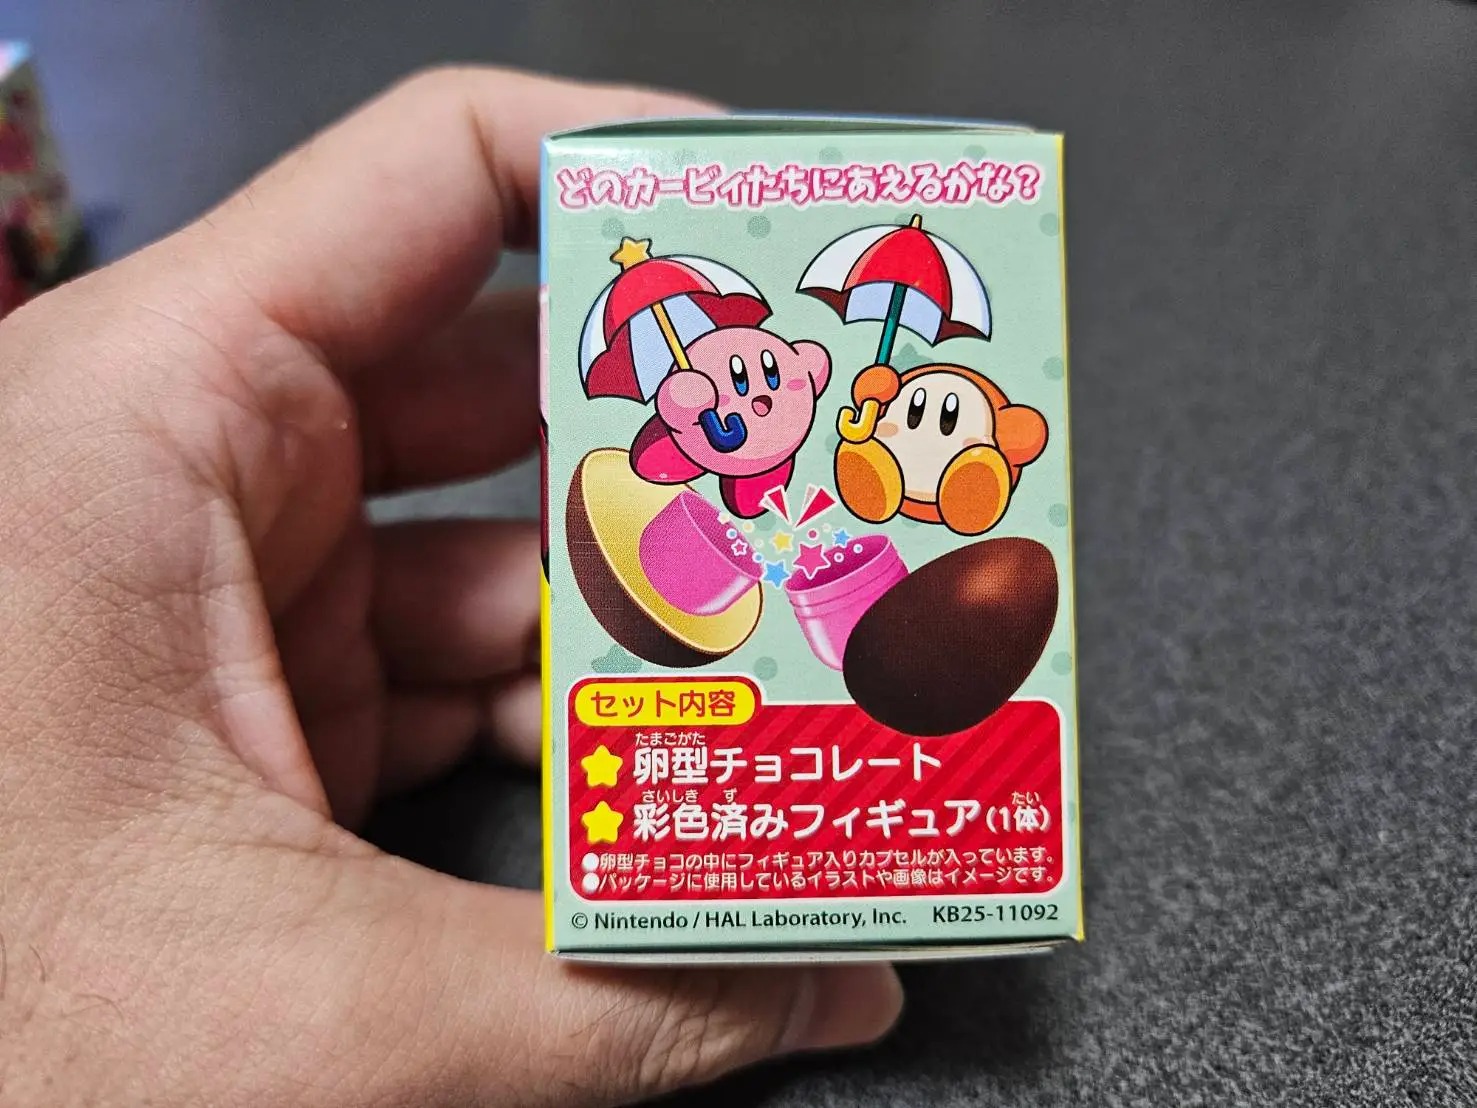 どのカービィたちにあえるかな?
セット内容
たまごがた
卵型チョコレート
さいしき ず たい
彩色済みフィギュア(1体)
●卵型チョコの中にフィギュア入りカプセルが入っています。
●パッケージに使用しているイラストや画像はイメージです。
© Nintendo / HAL Laboratory, Inc. KB25-11092